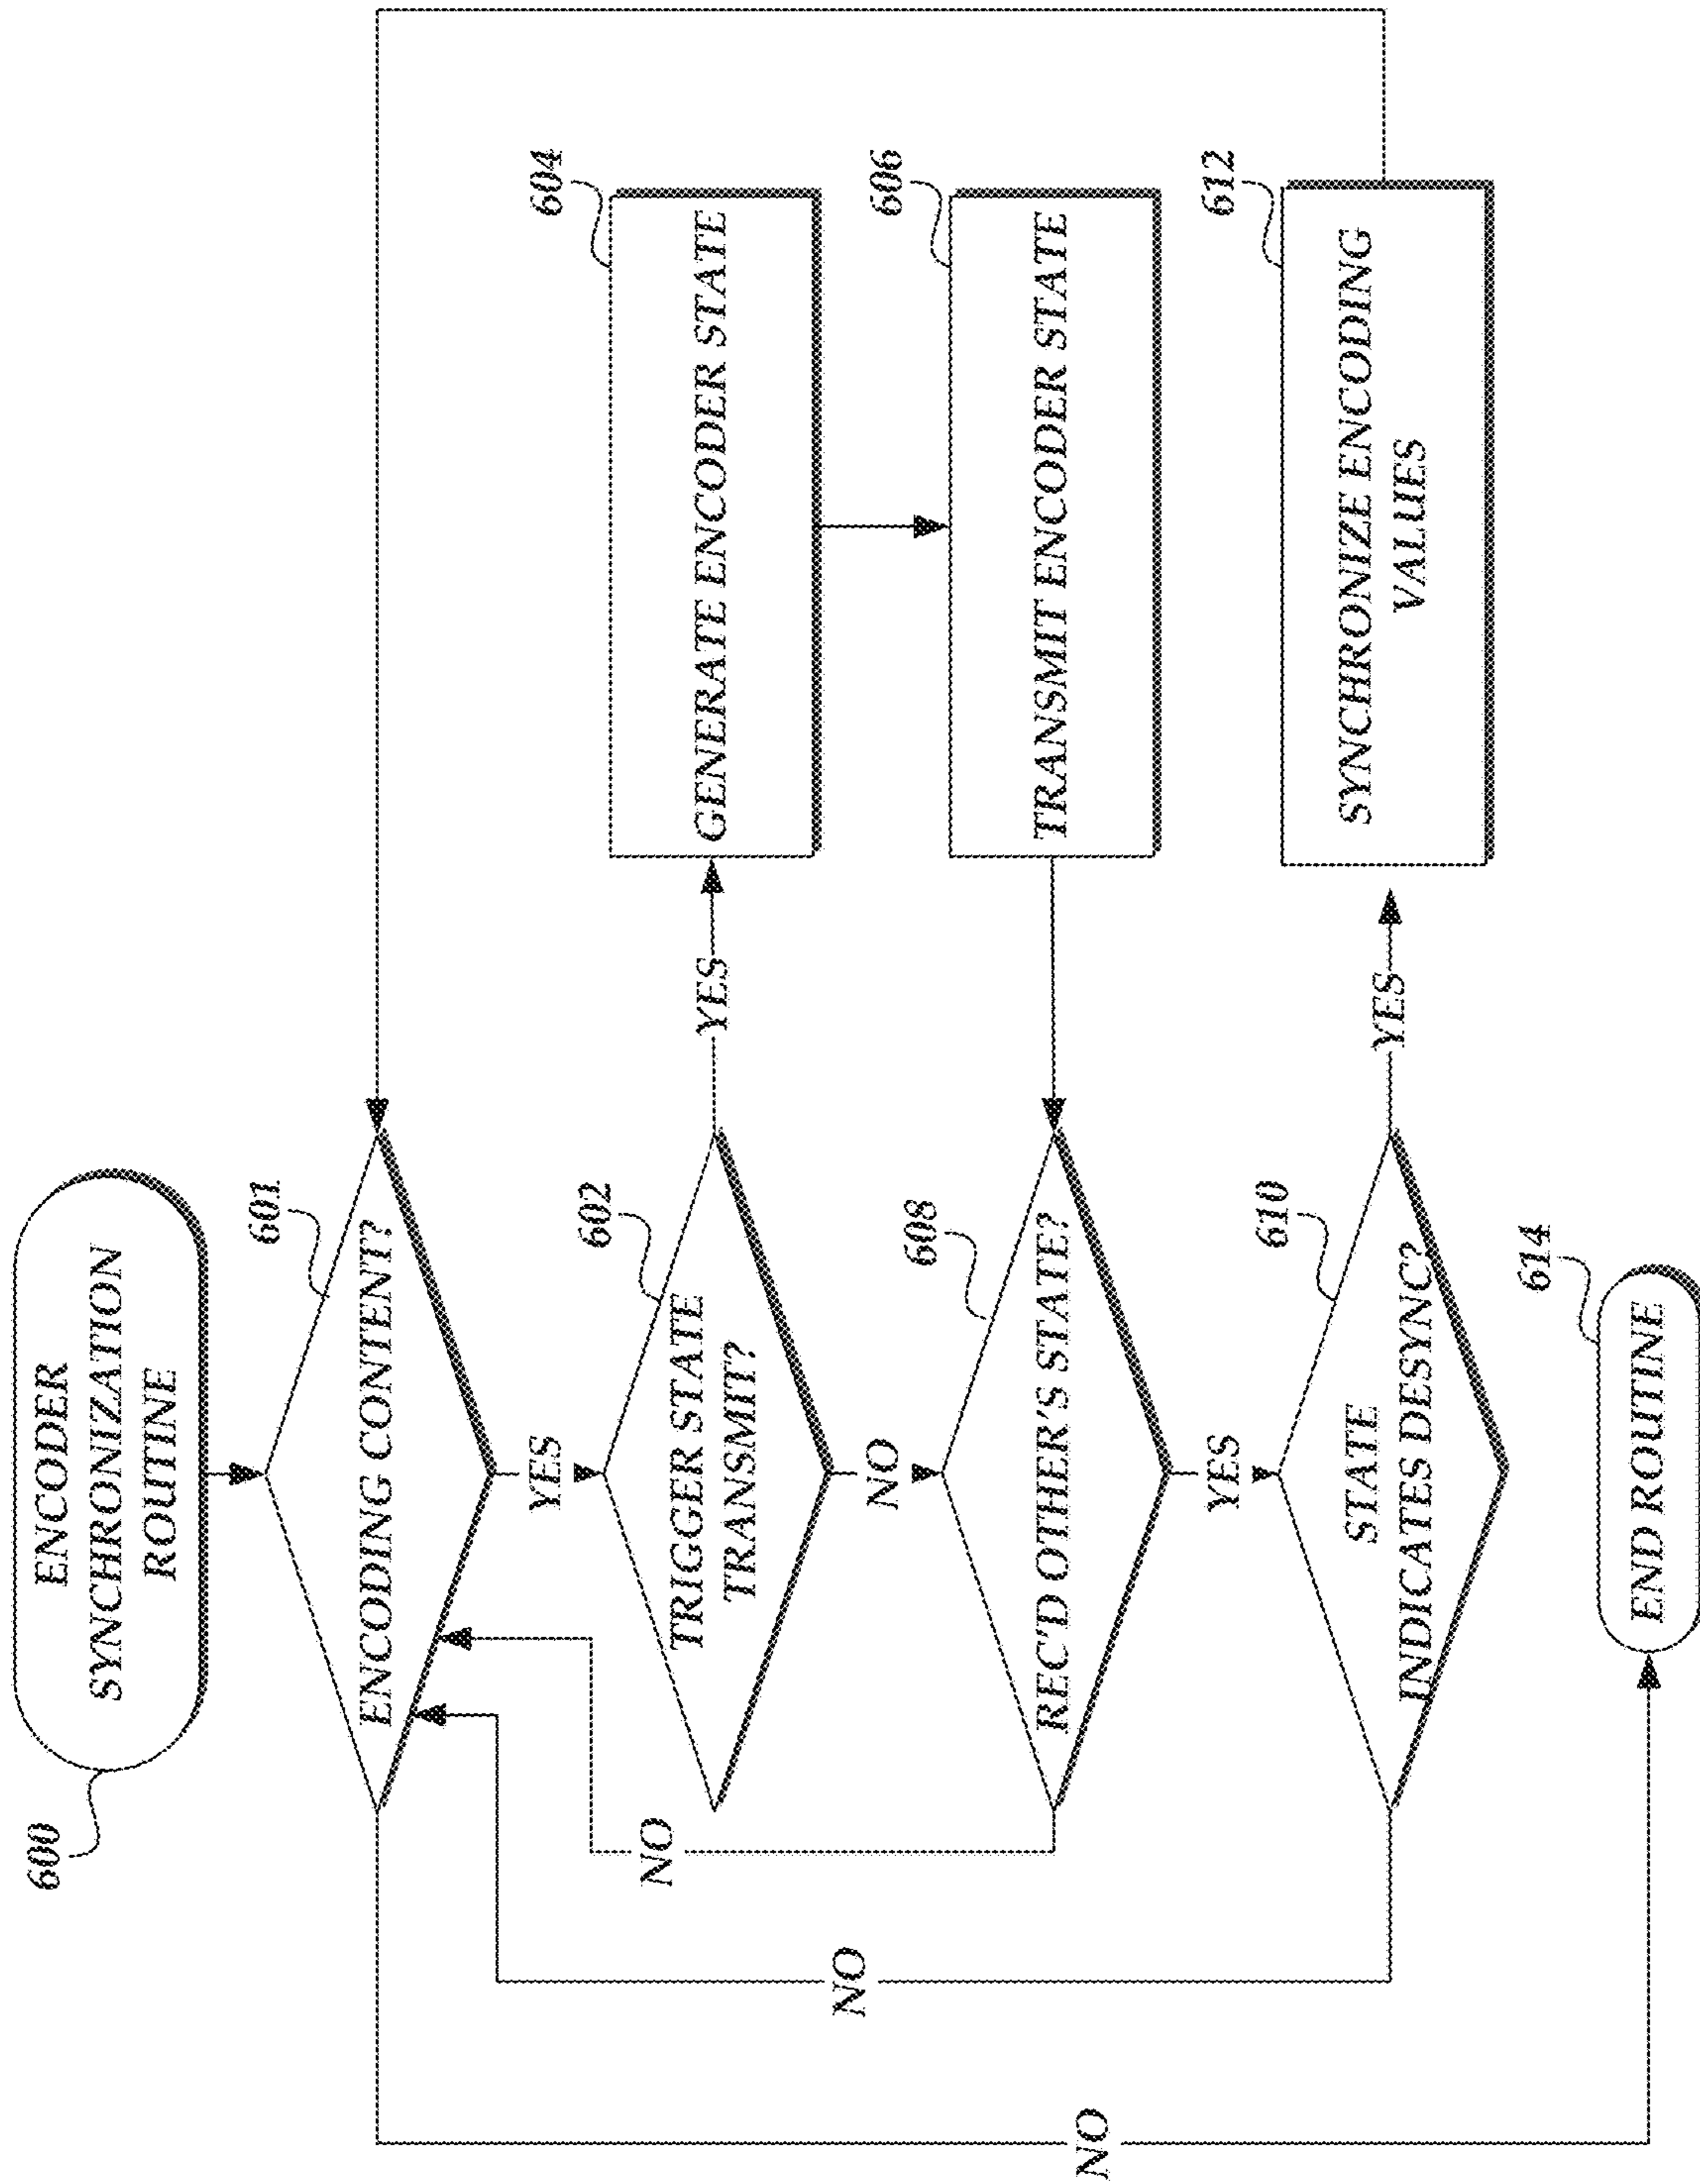 600
ENCODER
SYNCHRONIZATION
ROUTINE
601
ENCODING CONTENT?
YES
NO
602
TRIGGER STATE
TRANSMIT?
YES
NO
604
GENERATE ENCODER STATE
606
TRANSMIT ENCODER STATE
608
REC'D OTHER'S STATE?
NO
YES
610
STATE
INDICATES DESYNC?
NO
YES
612
SYNCHRONIZE ENCODING
VALUES
614
END ROUTINE